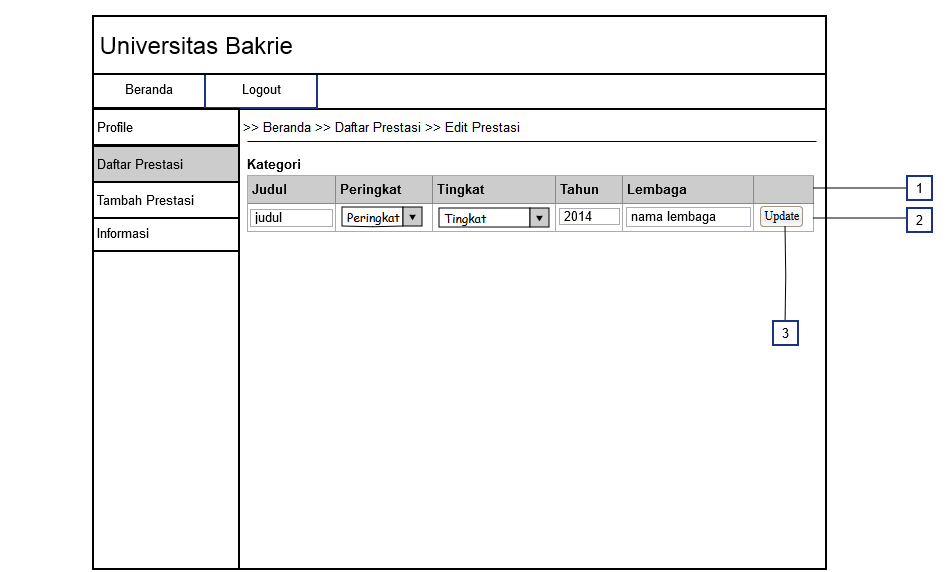 Universitas Bakrie
Beranda Logout
Profile
Daftar Prestasi
Tambah Prestasi
Informasi
>> Beranda >> Daftar Prestasi >> Edit Prestasi
Kategori
Judul Peringkat Tingkat Tahun Lembaga
judul Peringkat Tingkat 2014 nama lembaga Update
1
2
3